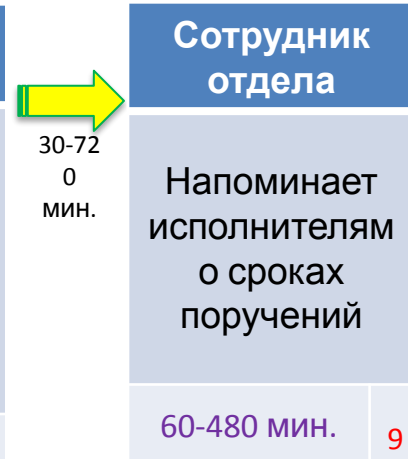 30-72
0
мин.
Сотрудник
отдела
Напоминает
исполнителям
о сроках
поручений
60-480 мин.
9